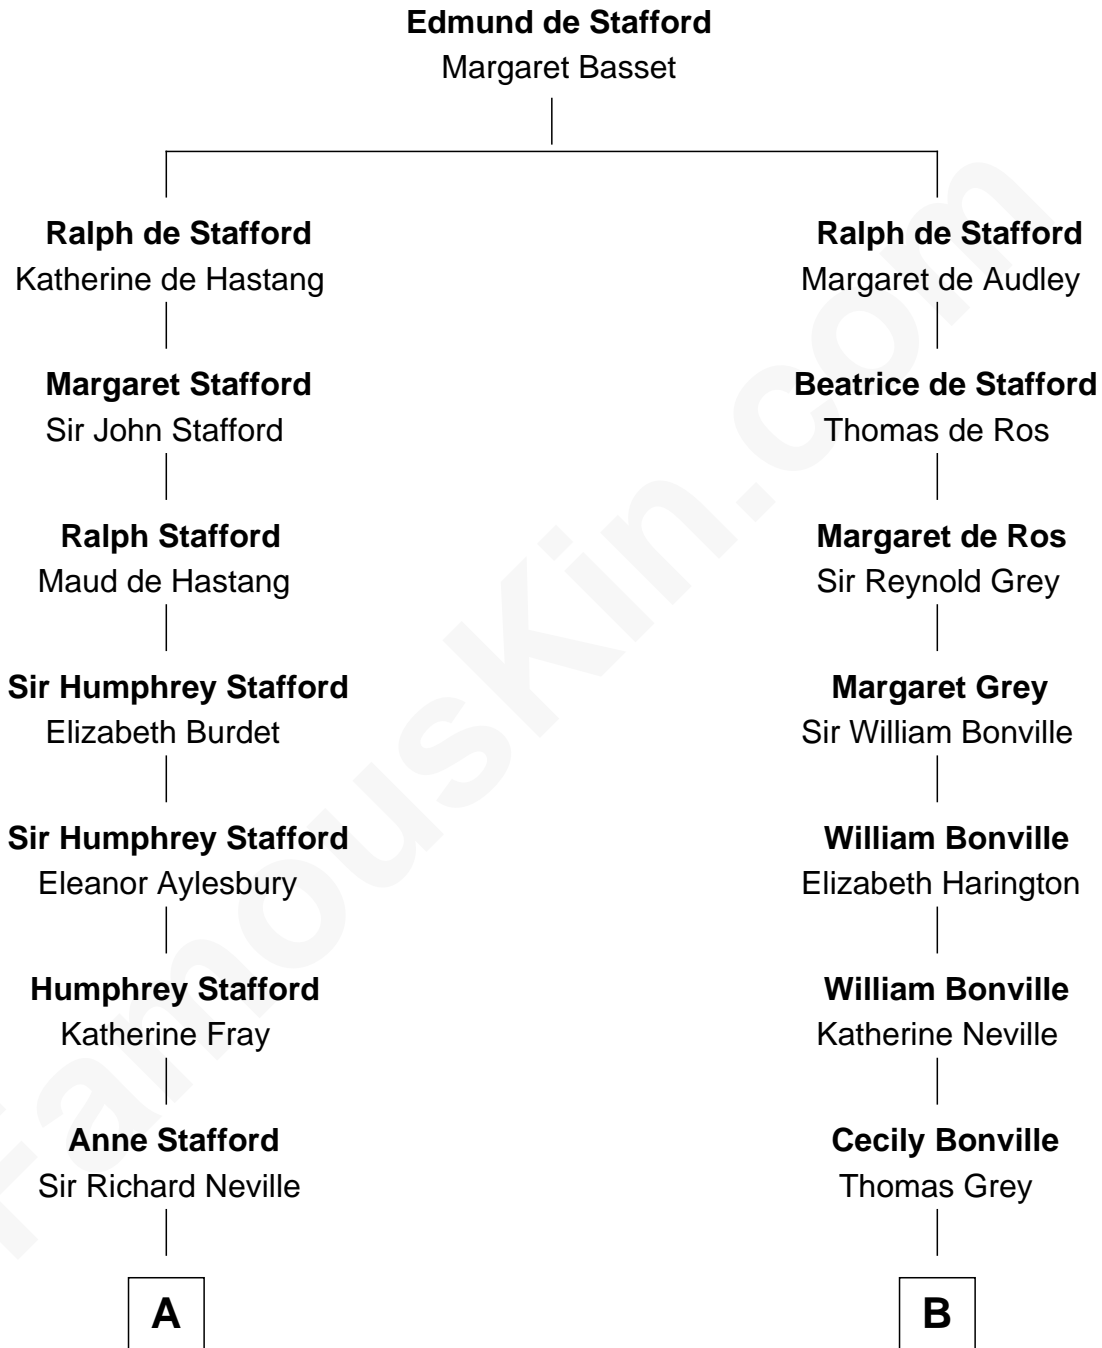 Edmund de Stafford
Margaret Basset
Ralph de Stafford
Katherine de Hastang
Margaret Stafford
Sir John Stafford
Ralph Stafford
Maud de Hastang
Sir Humphrey Stafford
Elizabeth Burdet
Sir Humphrey Stafford
Eleanor Aylesbury
Humphrey Stafford
Katherine Fray
Anne Stafford
Sir Richard Neville
A
Ralph de Stafford
Margaret de Audley
Beatrice de Stafford
Thomas de Ros
Margaret de Ros
Sir Reynold Grey
Margaret Grey
Sir William Bonville
William Bonville
Elizabeth Harington
William Bonville
Katherine Neville
Cecily Bonville
Thomas Grey
B
FamousKin.com